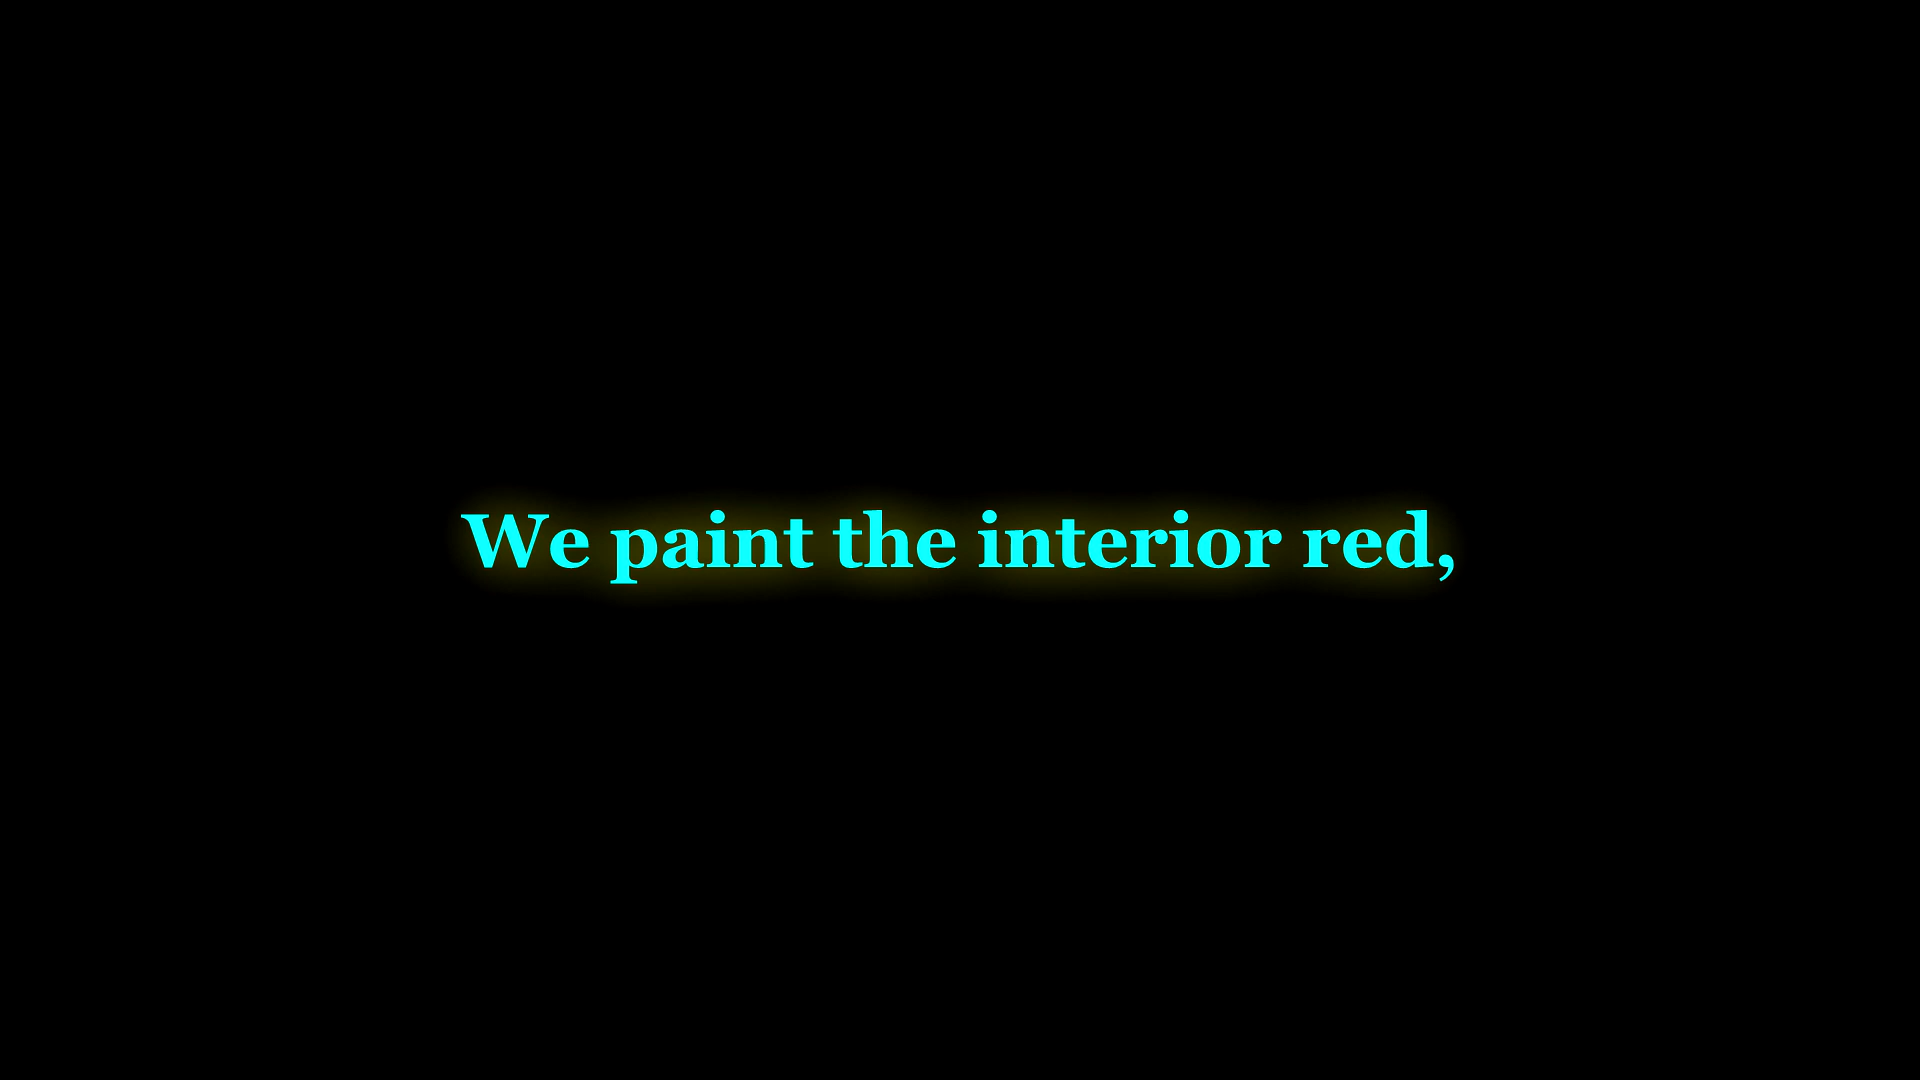 We paint the interior red,